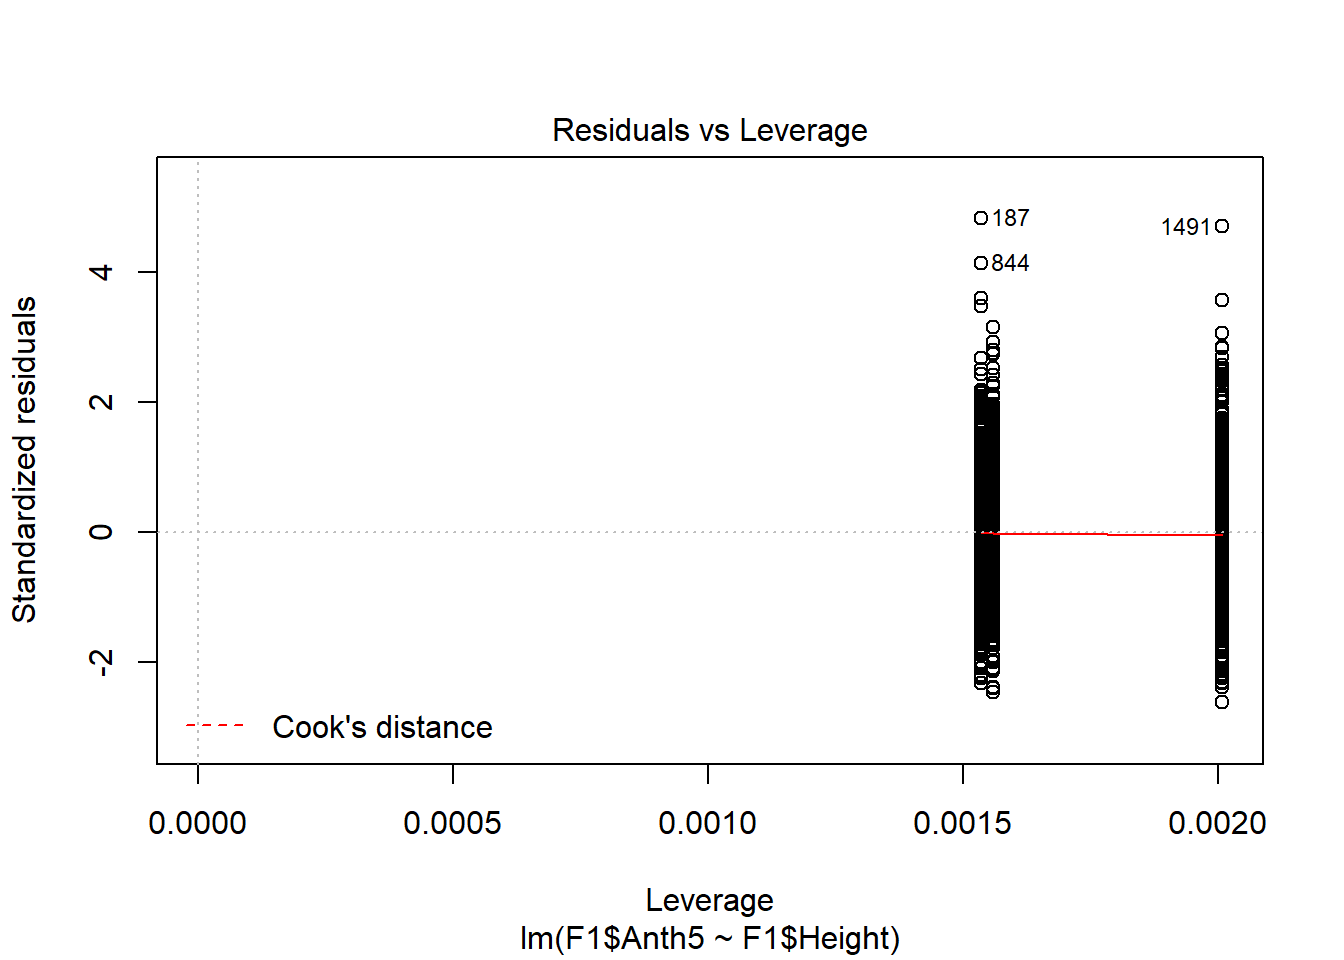 Residuals vs Leverage
Standardized residuals
4
2
0
-2
187
844
1491
Cook's distance
0.0000 0.0005 0.0010 0.0015 0.0020
Leverage
lm(F1$Anth5 ~ F1$Height)